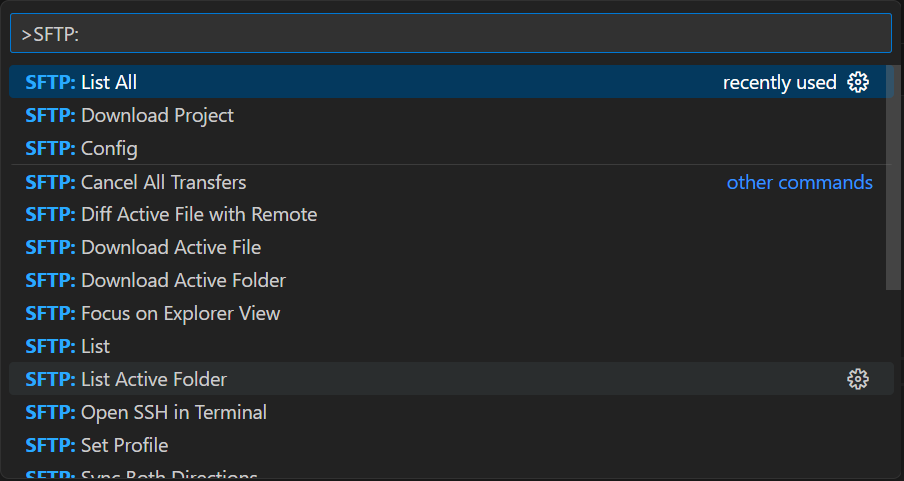 >SFTP:
SFTP: List All recently used
SFTP: Download Project
SFTP: Config
SFTP: Cancel All Transfers other commands
SFTP: Diff Active File with Remote
SFTP: Download Active File
SFTP: Download Active Folder
SFTP: Focus on Explorer View
SFTP: List
SFTP: List Active Folder
SFTP: Open SSH in Terminal
SFTP: Set Profile
SFTP: Sync Both Directions